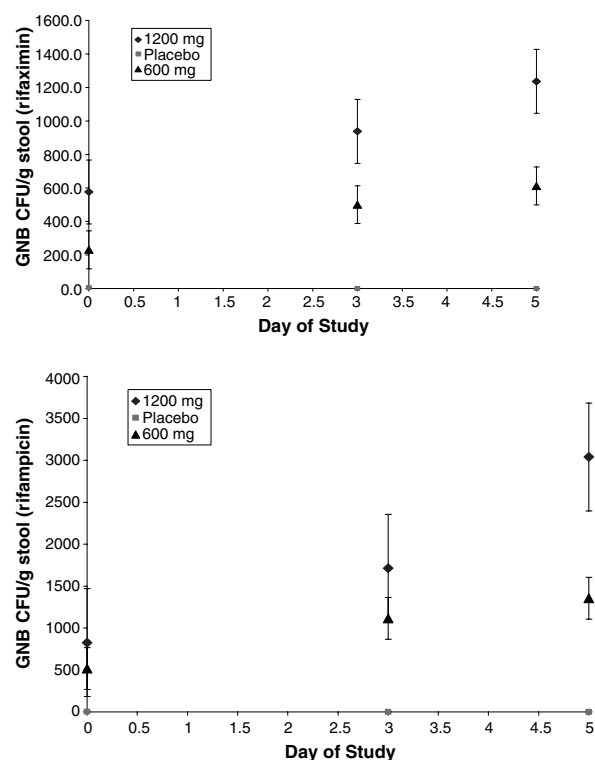 GNB CFU/g stool (rifaximin)
1600.0
1400.0
1200.0
1000.0
800.0
600.0
400.0
200.0
0.0
1200 mg
Placebo
600 mg
0 0.5 1 1.5 2 2.5 3 3.5 4 4.5 5
Day of Study
GNB CFU/g stool (rifampicin)
4000
3500
3000
2500
2000
1500
1000
500
0
1200 mg
Placebo
600 mg
0 0.5 1 1.5 2 2.5 3 3.5 4 4.5 5
Day of Study